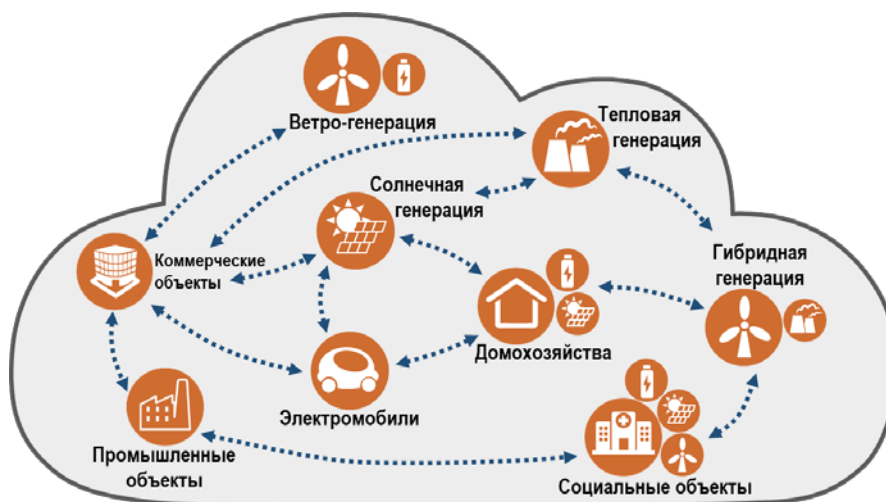 Ветро-генерация
Тепловая
генерация
Солнечная
генерация
Коммерческие
объекты
Гибридная
генерация
Домохозяйства
Электромобили
Промышленные
объекты
Социальные объекты